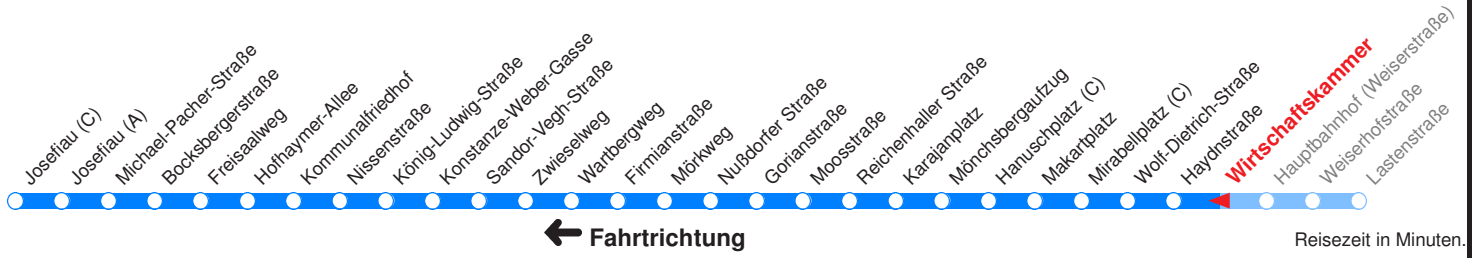 Josefiau (C)
Josefiau (A)
Michael-Pacher-Straße
Bocksbergerstraße
Freisaalweg
Hofhaymer-Allee
Kommunalfriedhof
Nissenstraße
König-Ludwig-Straße
Konstanze-Weber-Gasse
Sandor-Vegh-Straße
Zwieselweg
Wartbergweg
Firmianstraße
Mörkweg
Nußdorfer Straße
Gorianstraße
Moosstraße
Reichenhaller Straße
Karajanplatz
Mönchsbergaufzug
Hanuschplatz (C)
Makartplatz
Mirabellplatz (C)
Wolf-Dietrich-Straße
Haydnstraße
Wirtschaftskammer
Hauptbahnhof (Weiserstraße)
Weiserhofstraße
Lastenstraße
Fahrtrichtung
Reisezeit in Minuten.